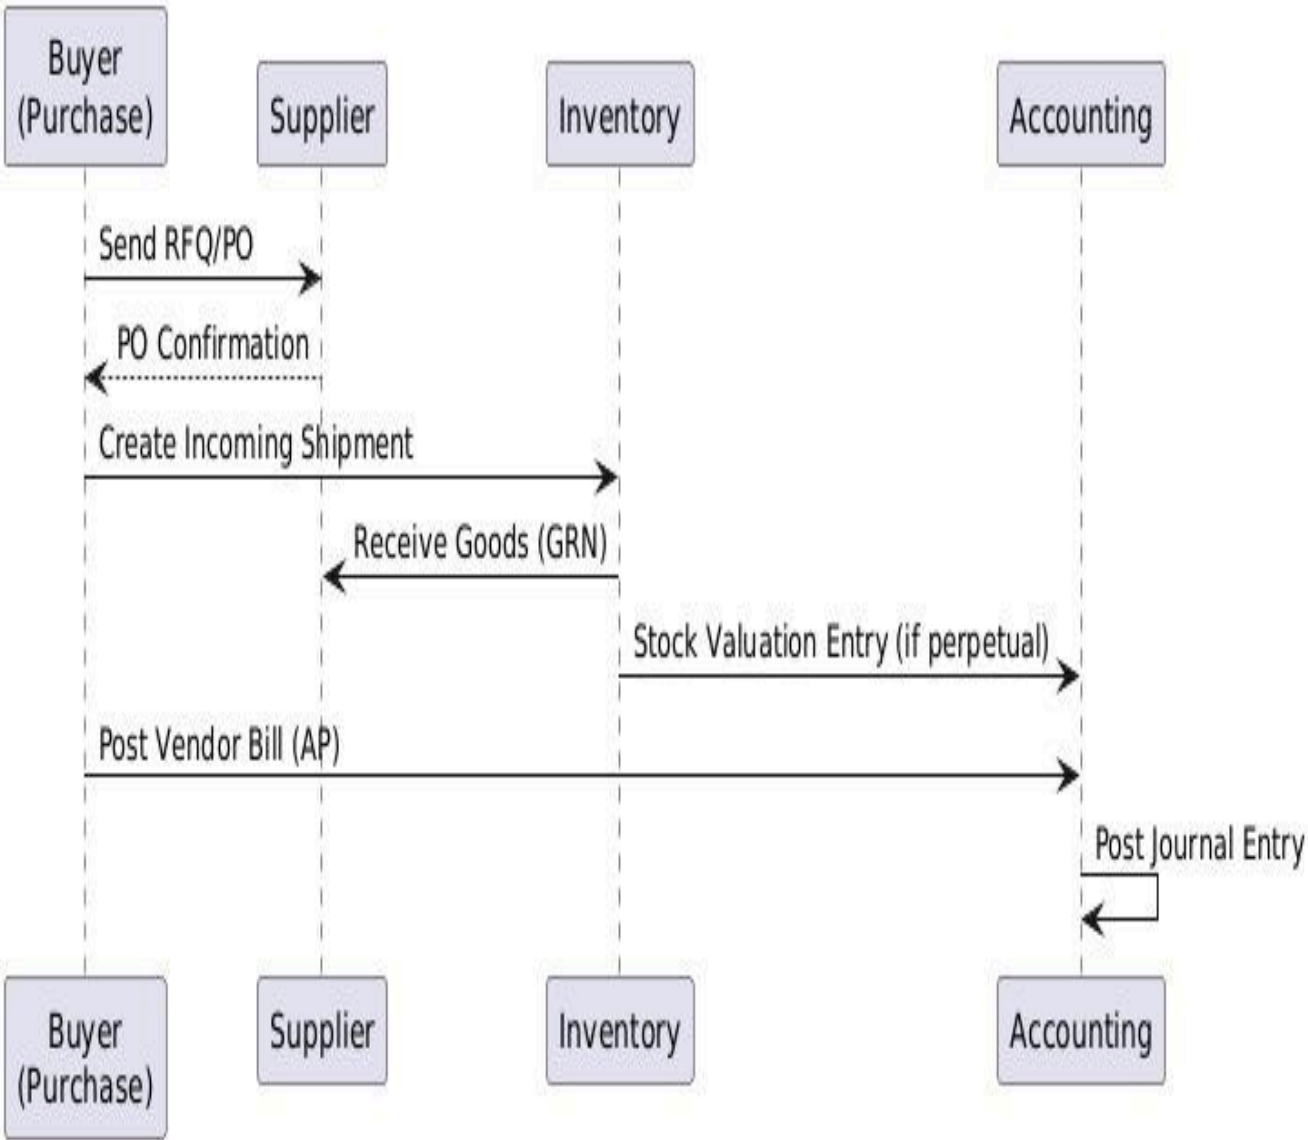 Buyer
(Purchase)
Supplier
Inventory
Accounting
Send RFQ/PO
PO Confirmation
Create Incoming Shipment
Receive Goods (GRN)
Stock Valuation Entry (if perpetual)
Post Vendor Bill (AP)
Post Journal Entry
Buyer
(Purchase)
Supplier
Inventory
Accounting